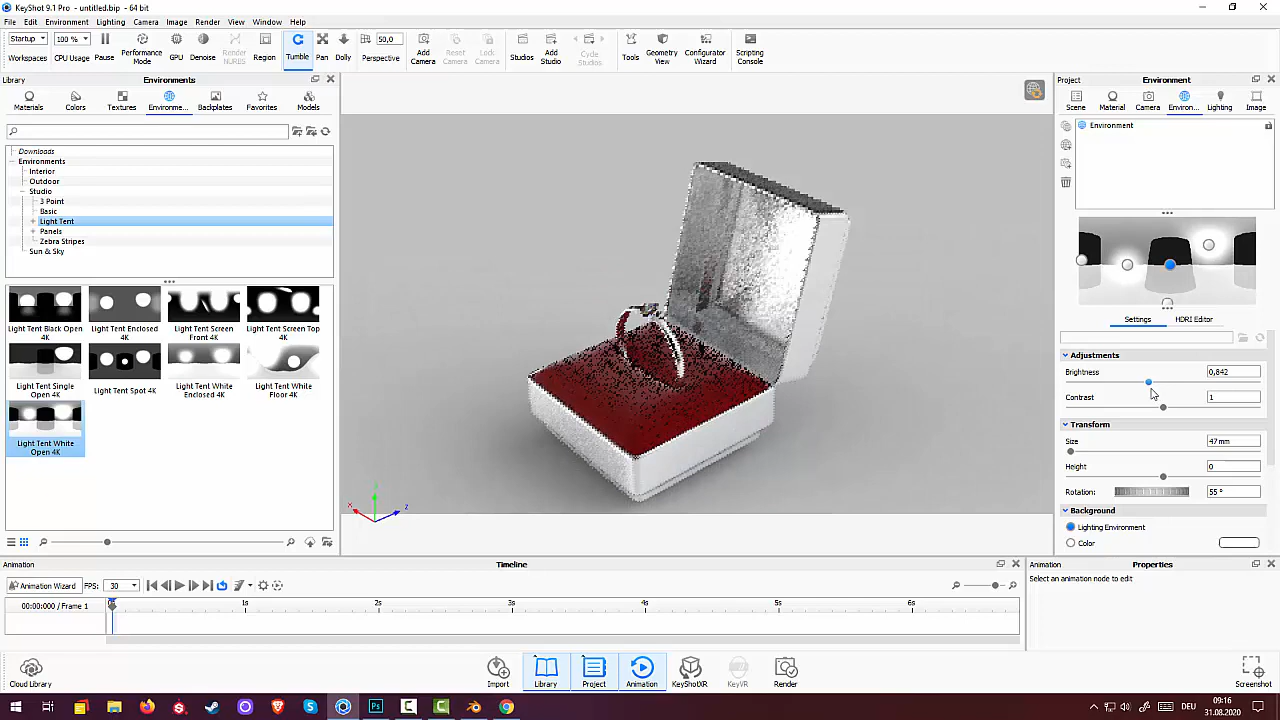 KeyShot 9.1 Pro - untitled.bip - 64 bit
File Edit Environment Lighting Camera Image Render View Window Help
Startup 100 % 50,0
Workspaces CPU Usage Pause Performance Mode GPU Denoise Render NURBS Region Tumble Pan Dolly Perspective Add Camera Reset Camera Lock Camera Studios Add Studio Cycle Studios Tools Geometry View Configurator Wizard Scripting Console
Library Environments
Materials Colors Textures Environme... Backplates Favorites Models
Downloads
Environments
Interior
Outdoor
Studio
3 Point
Basic
Light Tent
Panels
Zebra Stripes
Sun & Sky
Light Tent Black Open 4K
Light Tent Enclosed 4K
Light Tent Screen Front 4K
Light Tent Screen Top 4K
Light Tent Single Open 4K
Light Tent Spot 4K
Light Tent White Enclosed 4K
Light Tent White Floor 4K
Light Tent White Open 4K
Project Environment
Scene Material Camera Environ... Lighting Image
Environment
Settings HDRI Editor
Adjustments
Brightness 0,842
Contrast 1
Transform
Size 47 mm
Height 0
Rotation: 55 °
Background
Lighting Environment
Color
X Y Z
Animation Timeline
Animation Wizard FPS: 30
00:00:000 / Frame 1
1s 2s 3s 4s 5s 6s
Animation Properties
Select an animation node to edit
Cloud Library Import Library Project Animation KeyShotXR KeyVR Render Screenshot
DEU 09:16 31.08.2020